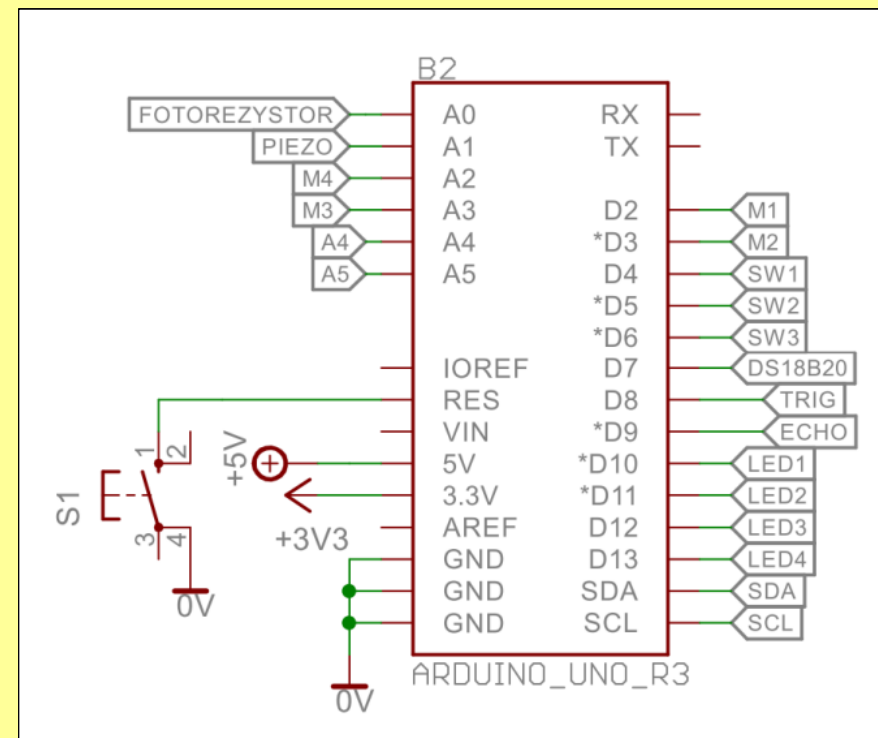 B2
FOTOREZYSTOR A0 RX
PIEZO A1 TX
M4 A2
M3 A3 D2 M1
A4 A4 *D3 M2
A5 A5 D4 SW1
*D5 SW2
*D6 SW3
IOREF D7 DS18B20
RES D8 TRIG
1 2 +5V VIN *D9 ECHO
5V *D10 LED1
S1 3.3V *D11 LED2
3 4 +3V3 AREF D12 LED3
GND D13 LED4
0V GND SDA SDA
GND SCL SCL
ARDUINO_UNO_R3
0V